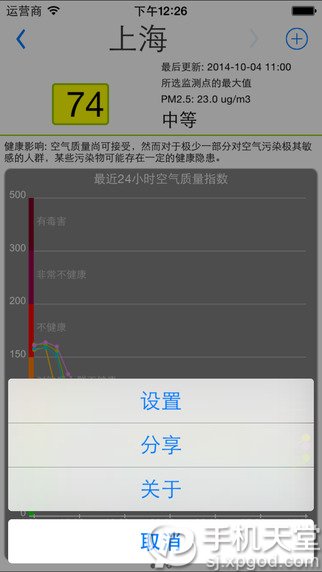 运营商 下午12:26
上海
最后更新: 2014-10-04 11:00
所选监测点的最大值
74
PM2.5: 23.0 ug/m3
中等
健康影响: 空气质量尚可接受，然而对于极少一部分对空气污染极其敏
感的人群，某些污染物可能存在一定的健康隐患。
最近24小时空气质量指数
500
有毒害
300
非常不健康
200
不健康
150
设置
分享
关于
取消
手机天堂
sj.xpgod.com